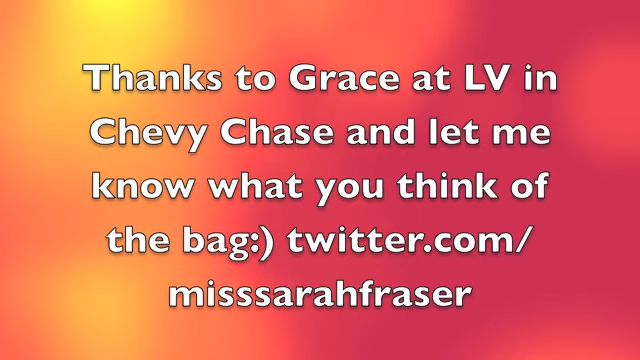 Thanks to Grace at LV in
Chevy Chase and let me
know what you think of
the bag:) twitter.com/
misssarahfraser